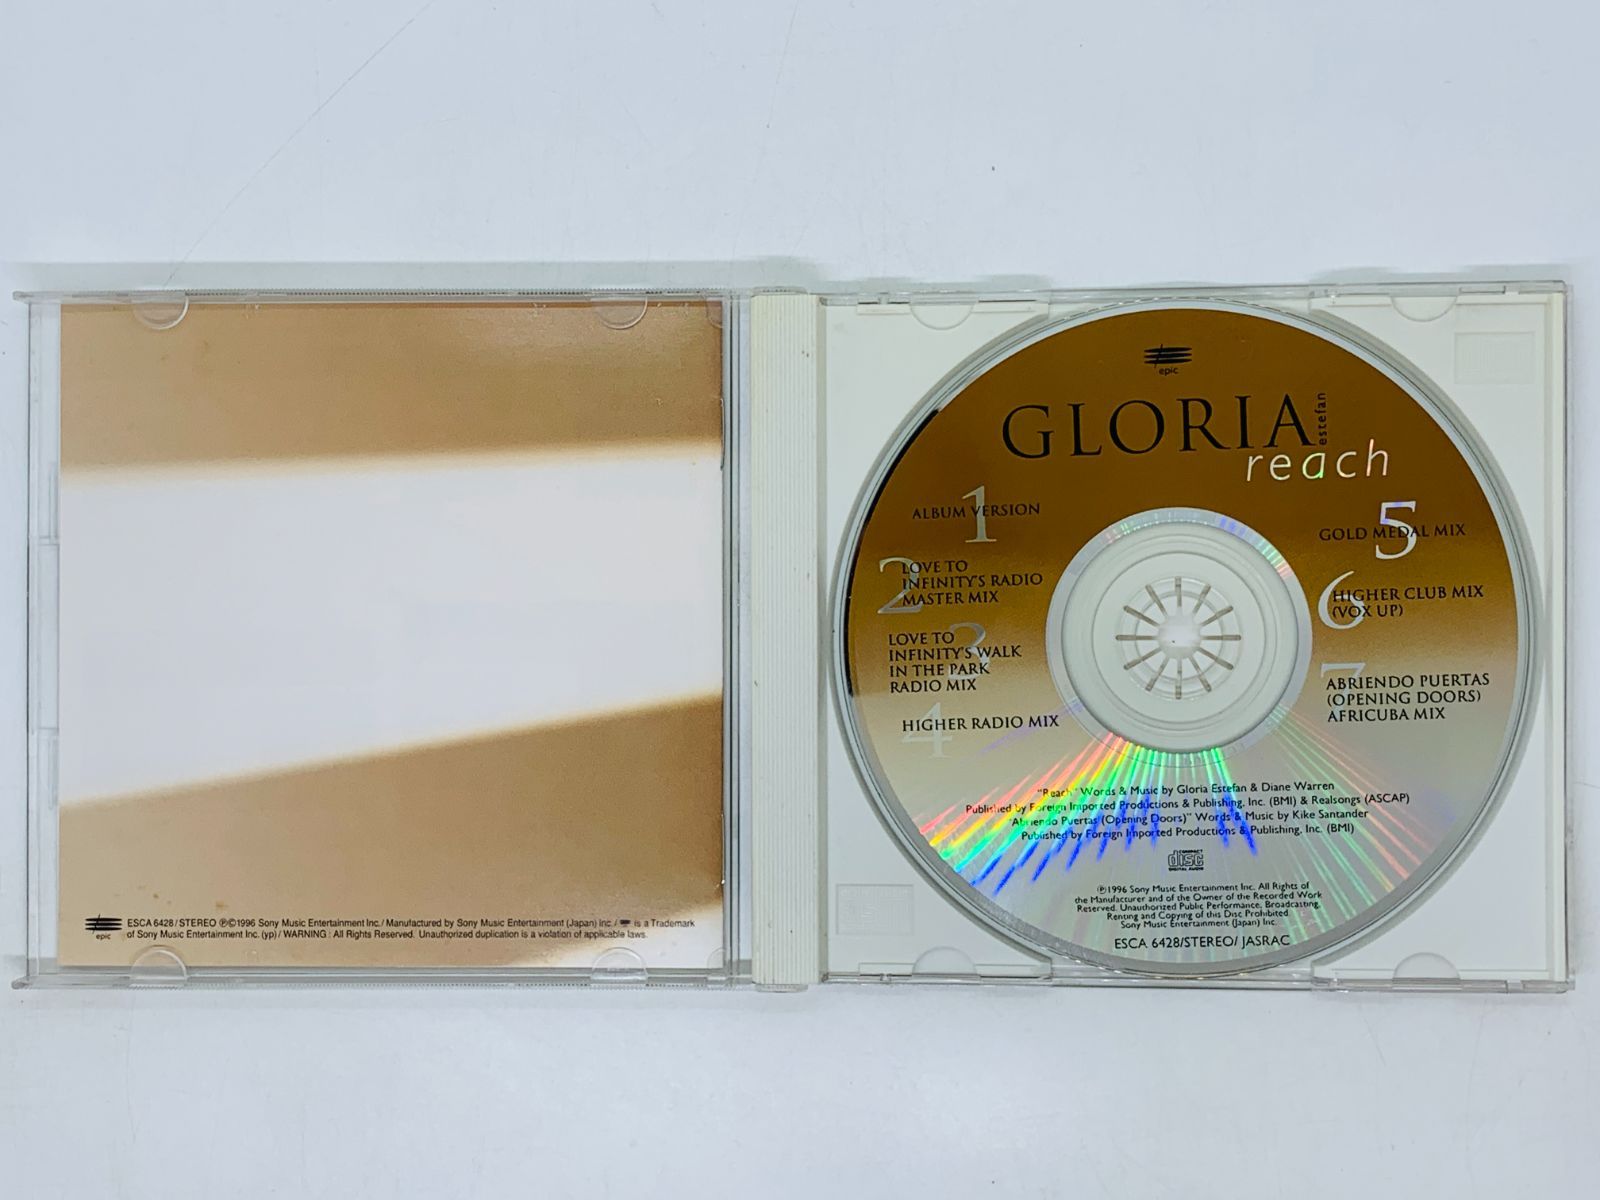 epic
ESCA 6428/STEREO ℗©1996 Sony Music Entertainment Inc./Manufactured by Sony Music Entertainment (Japan) Inc./ is a Trademark
of Sony Music Entertainment Inc. (yp) / WARNING : All Rights Reserved. Unauthorized duplication is a violation of applicable laws.
epic
GLORIA
estefan
reach
1
ALBUM VERSION
2
LOVE TO
INFINITY'S RADIO
MASTER MIX
3
LOVE TO
INFINITY'S WALK
IN THE PARK
RADIO MIX
4
HIGHER RADIO MIX
5
GOLD MEDAL MIX
6
HIGHER CLUB MIX
(VOX UP)
7
ABRIENDO PUERTAS
(OPENING DOORS)
AFRICUBA MIX
"Reach" Words & Music by Gloria Estefan & Diane Warren
Published by Foreign Imported Productions & Publishing, Inc. (BMI) & Realsongs (ASCAP)
"Abriendo Puertas (Opening Doors)" Words & Music by Kike Santander
Published by Foreign Imported Productions & Publishing, Inc. (BMI)
COMPACT
disc
DIGITAL AUDIO
℗1996 Sony Music Entertainment Inc. All Rights of
the Manufacturer and of the Owner of the Recorded Work
Reserved. Unauthorized Public Performance, Broadcasting,
Renting and Copying of this Disc Prohibited.
Sony Music Entertainment (Japan) Inc.
ESCA 6428/STEREO/ JASRAC